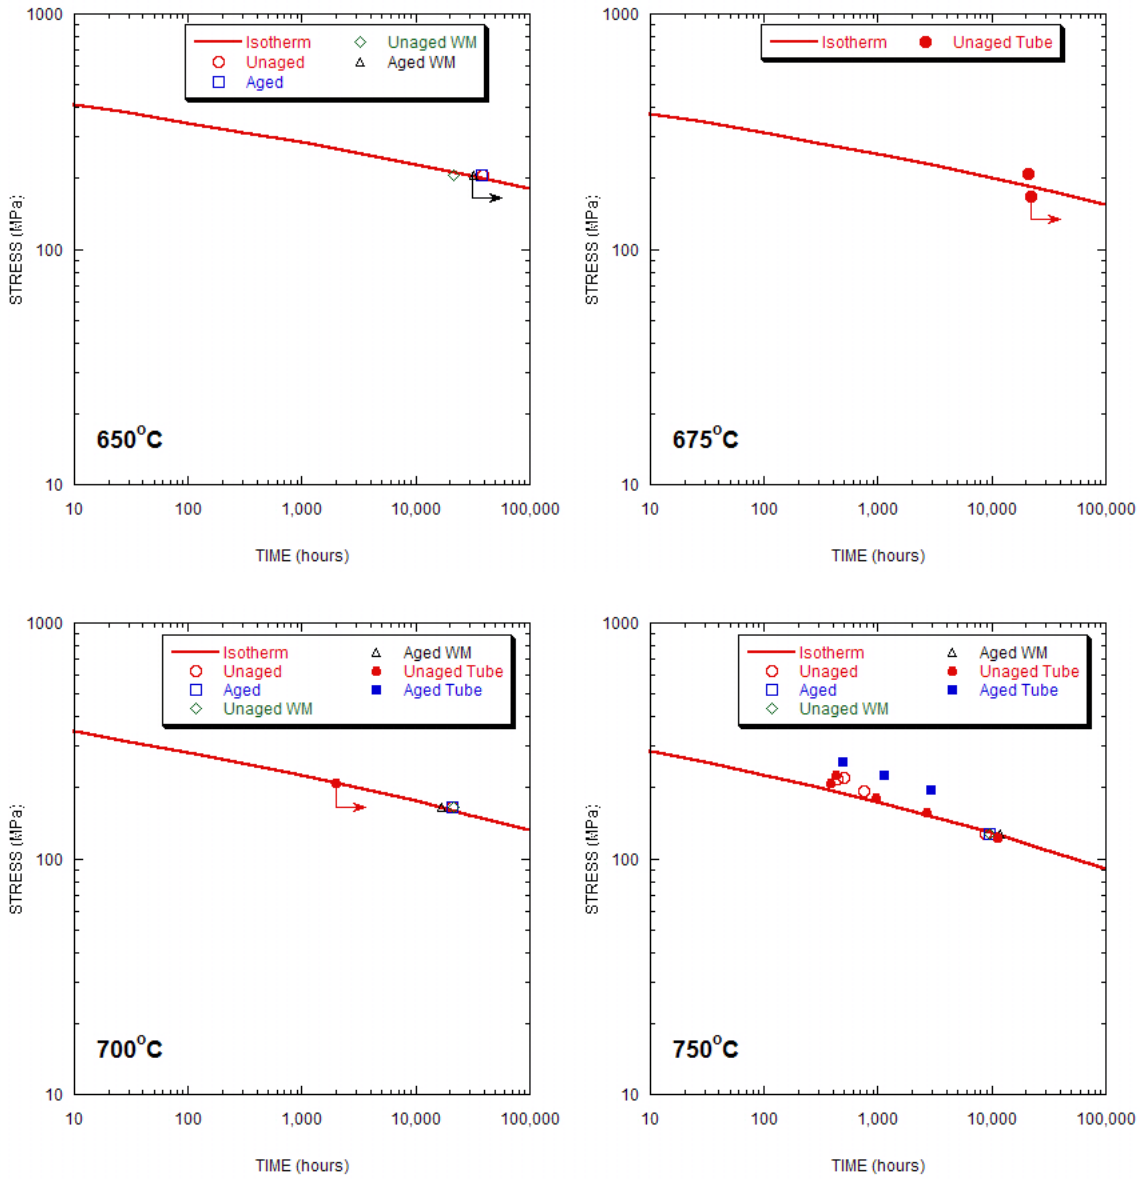 1000
Isotherm
Unaged WM
Unaged
Aged WM
Aged
STRESS (MPa)
100
650°C
10
10
100
1,000
10,000
100,000
TIME (hours)
1000
Isotherm
Unaged Tube
STRESS (MPa)
100
675°C
10
10
100
1,000
10,000
100,000
TIME (hours)
1000
Isotherm
Aged WM
Unaged
Unaged Tube
Aged
Aged Tube
Unaged WM
STRESS (MPa)
100
700°C
10
10
100
1,000
10,000
100,000
TIME (hours)
1000
Isotherm
Aged WM
Unaged
Unaged Tube
Aged
Aged Tube
Unaged WM
STRESS (MPa)
100
750°C
10
10
100
1,000
10,000
100,000
TIME (hours)